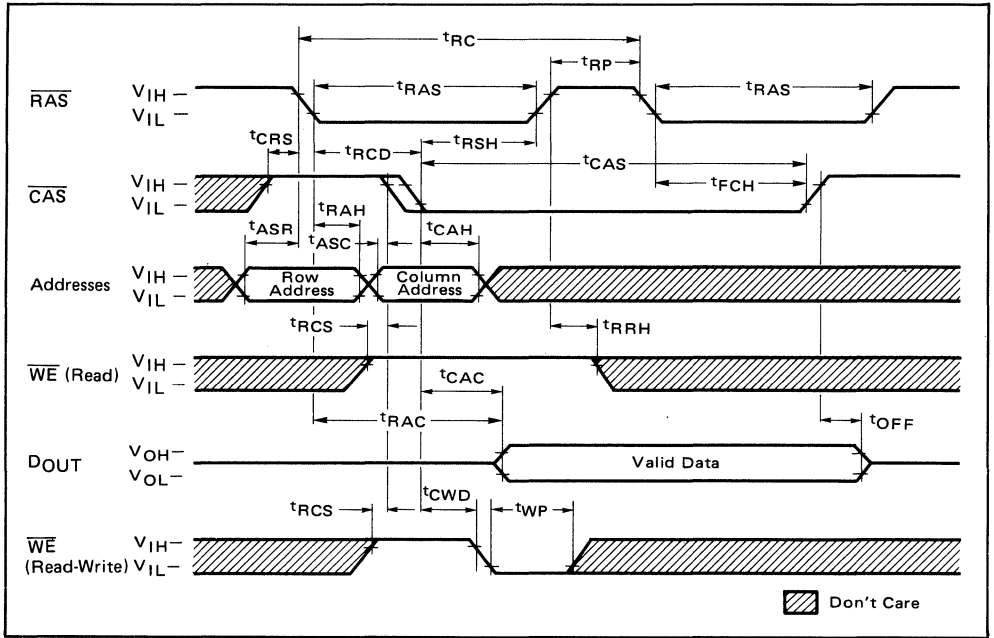 tRC
tRP
RAS VIH tRAS tRAS
VIL
tCRS tRCD tRSH tCAS
CAS VIH tFCH
VIL
tASR tRAH tASC tCAH
Addresses VIH Row Address Column Address
VIL
tRCS tRRH
WE (Read) VIH
VIL tCAC
tRAC tOFF
DOUT VOH Valid Data
VOL
tRCS tCWD tWP
WE VIH
(Read-Write) VIL
Don't Care